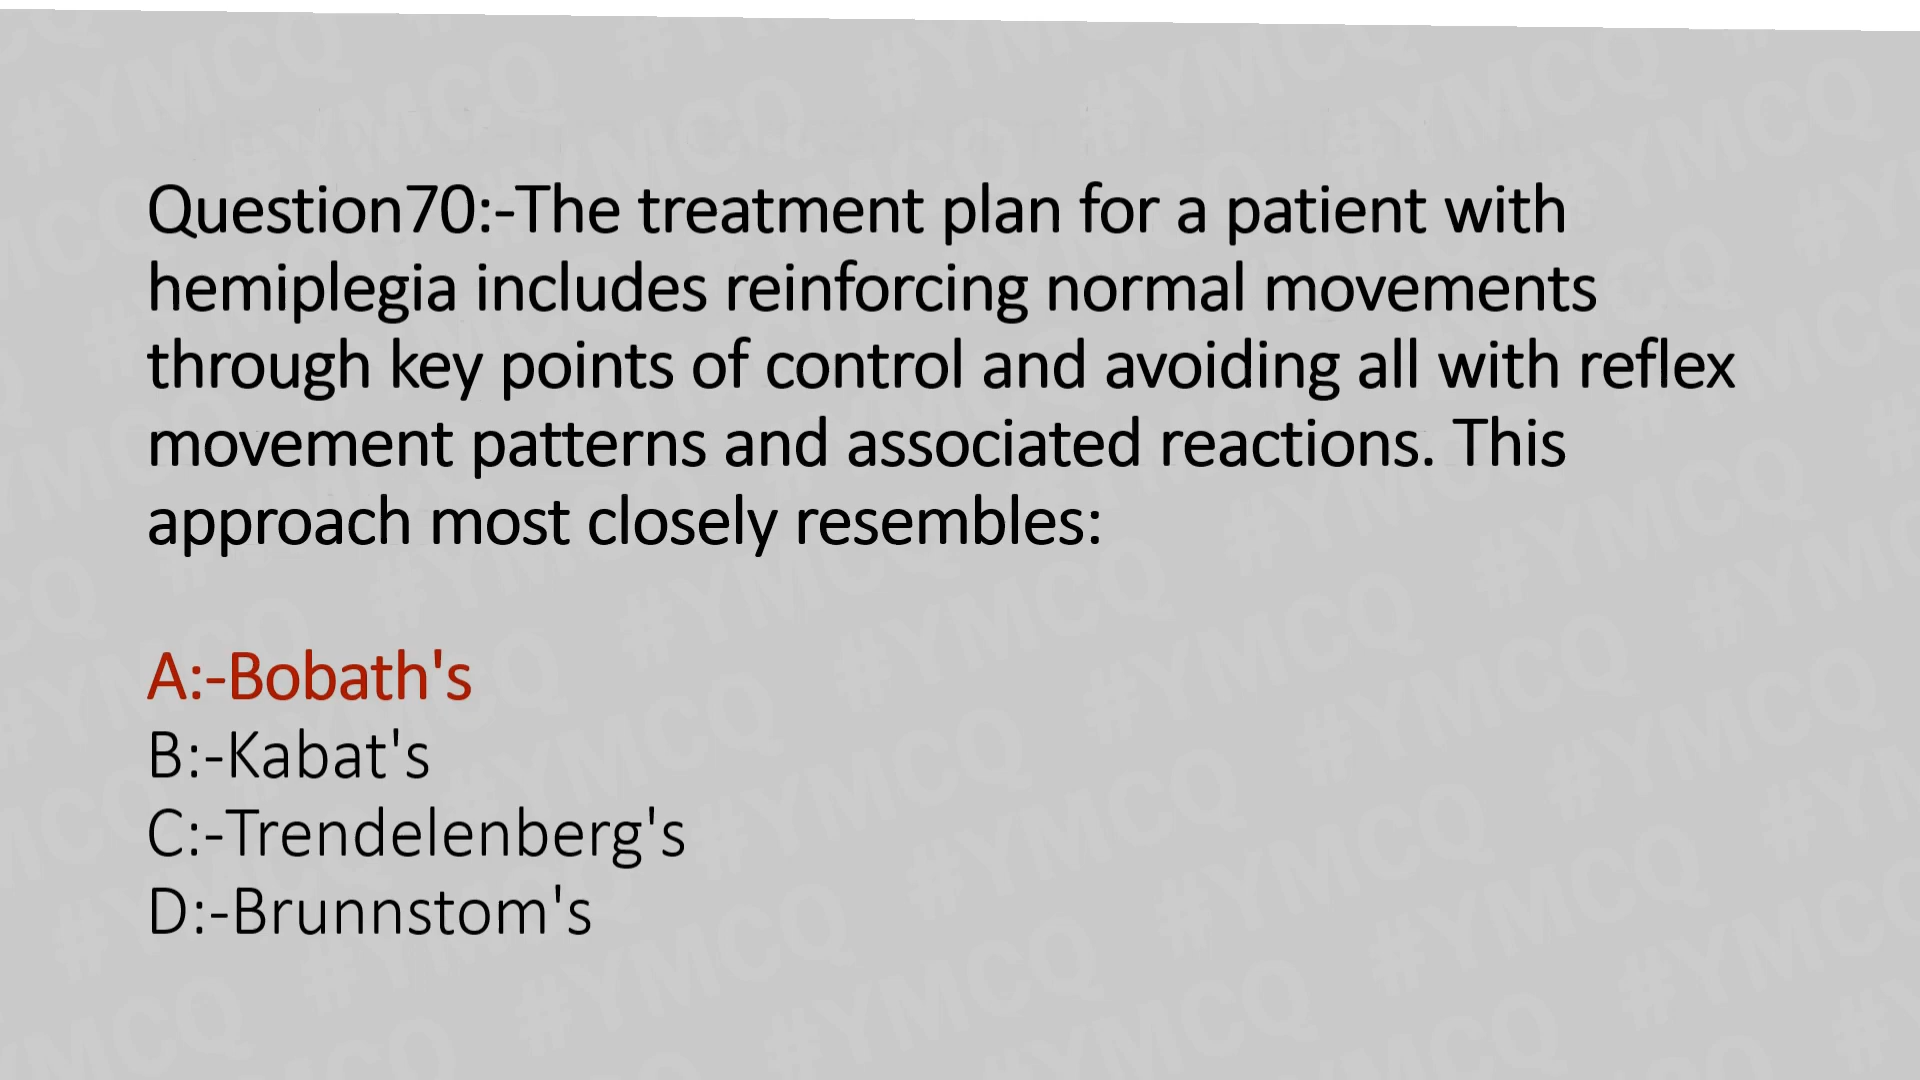 Question70:-The treatment plan for a patient with
hemiplegia includes reinforcing normal movements
through key points of control and avoiding all with reflex
movement patterns and associated reactions. This
approach most closely resembles:
A:-Bobath's
B:-Kabat's
C:-Trendelenberg's
D:-Brunnstom's
#YMCQ